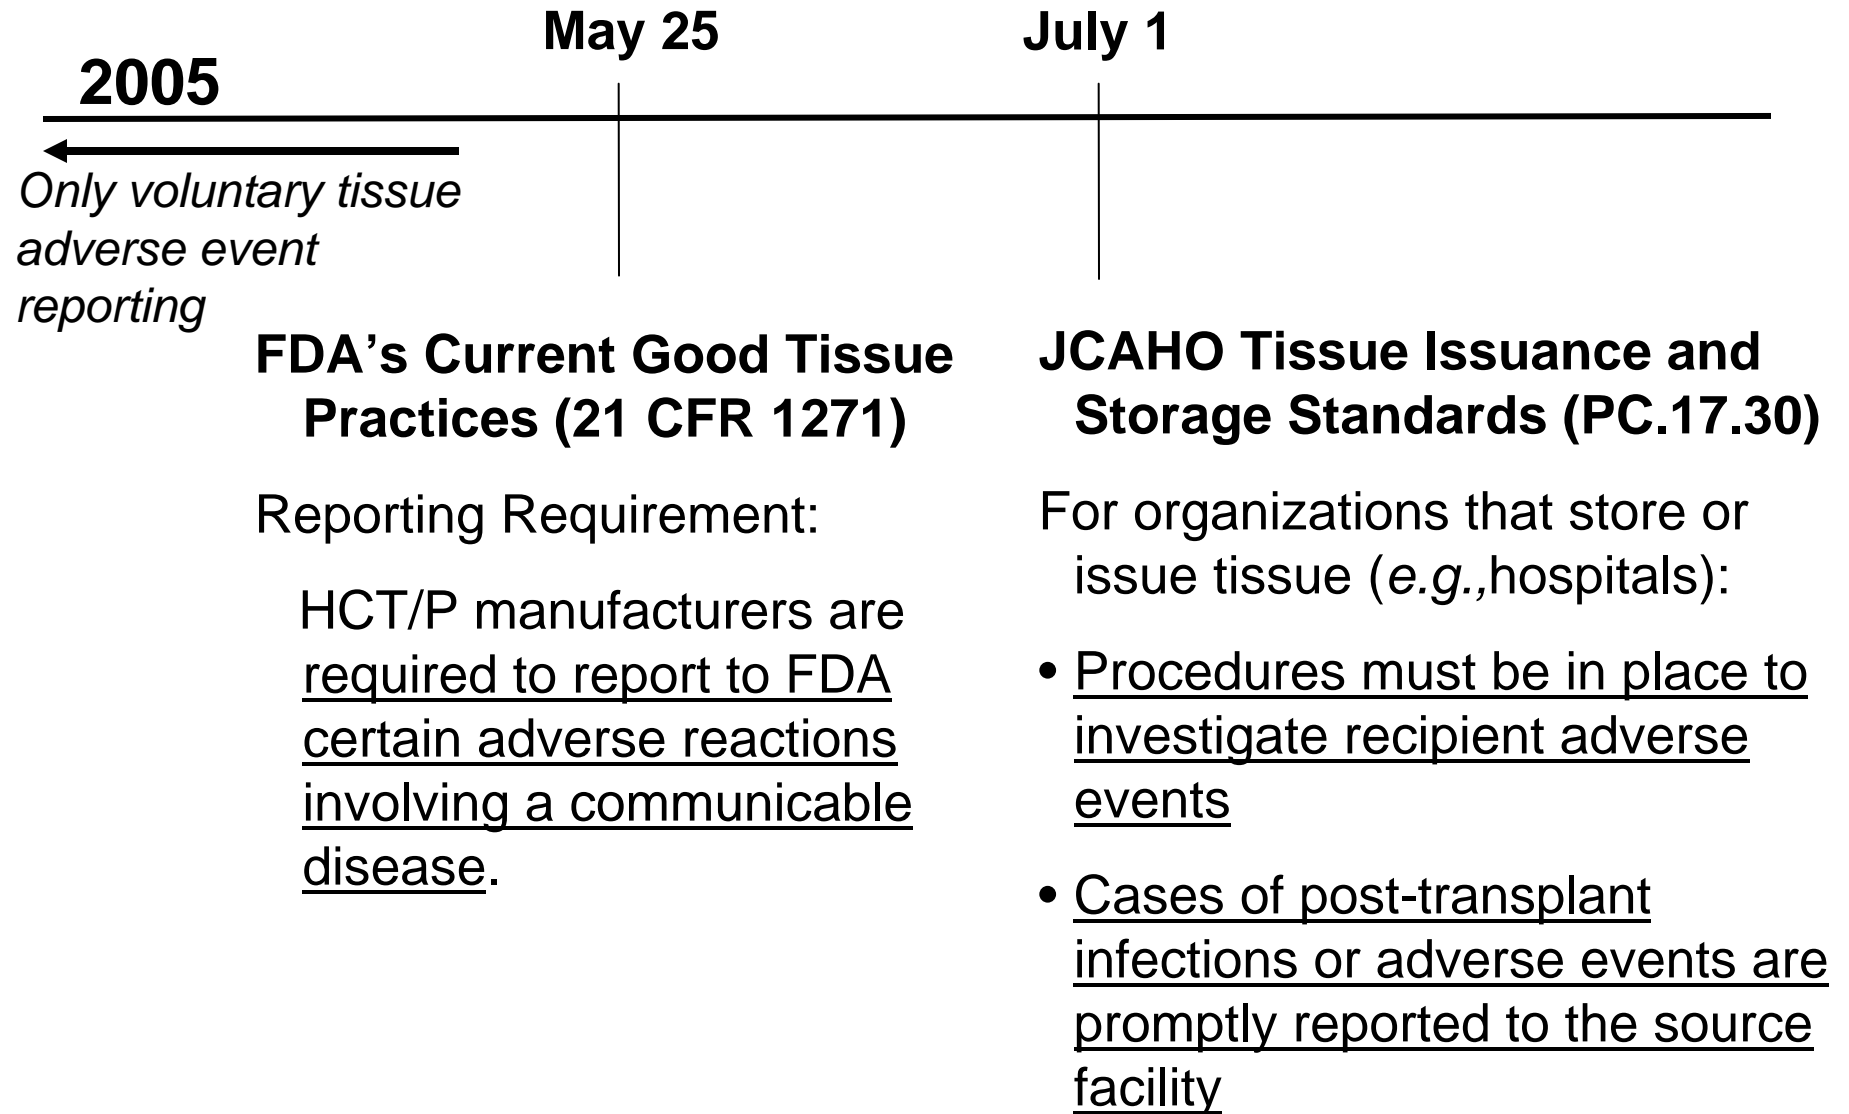 May 25
July 1
2005
Only voluntary tissue
adverse event
reporting
FDA’s Current Good Tissue
Practices (21 CFR 1271)
Reporting Requirement:
HCT/P manufacturers are
required to report to FDA
certain adverse reactions
involving a communicable
disease.
JCAHO Tissue Issuance and
Storage Standards (PC.17.30)
For organizations that store or
issue tissue (e.g.,hospitals):
• Procedures must be in place to
investigate recipient adverse
events
• Cases of post-transplant
infections or adverse events are
promptly reported to the source
facility